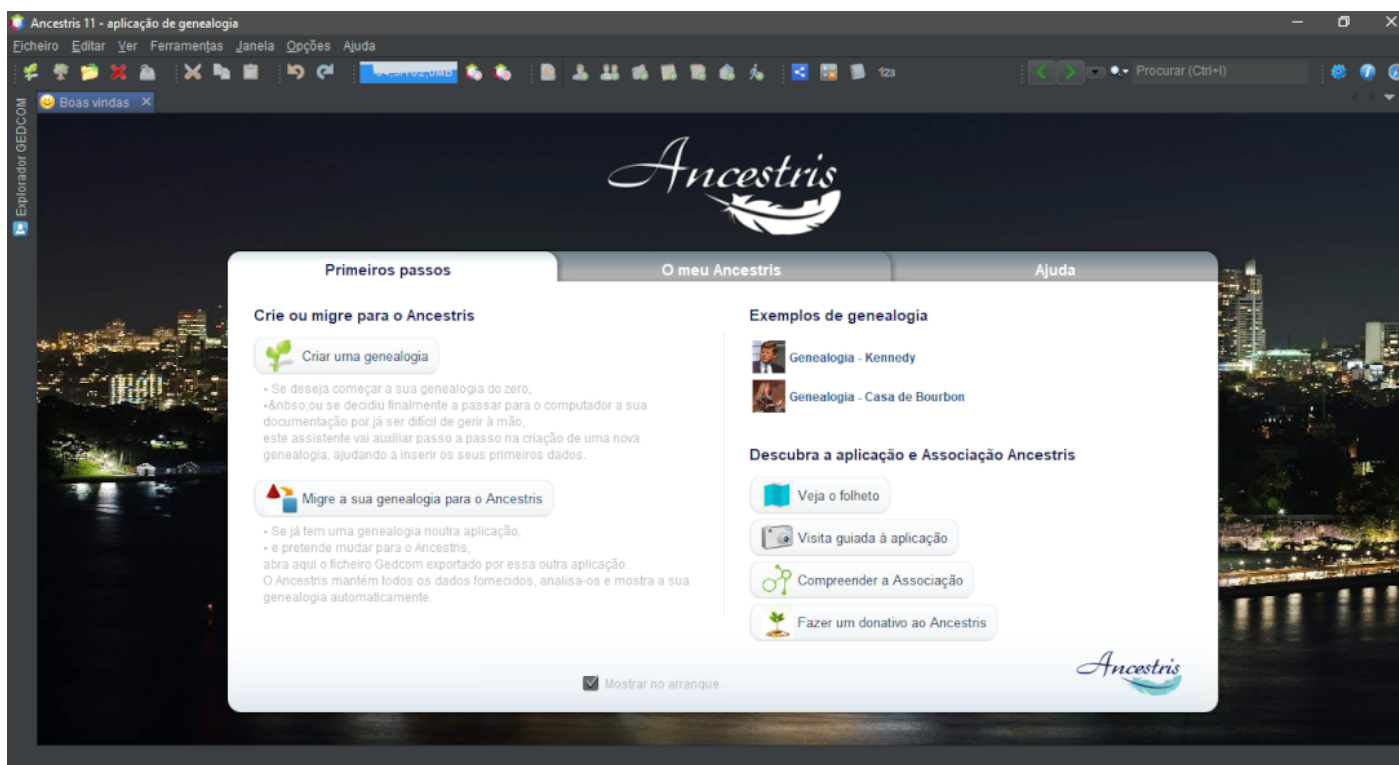 Ancestris 11 - aplicação de genealogia
Ficheiro Editar Ver Ferramentas Janela Opções Ajuda
123
Procurar (Ctrl+I)
Explorador GEDCOM
Boas vindas
Ancestris
Primeiros passos
O meu Ancestris
Ajuda
Crie ou migre para o Ancestris
Criar uma genealogia
• Se deseja começar a sua genealogia do zero,
•&nbso;ou se decidiu finalmente a passar para o computador a sua
documentação por já ser difícil de gerir à mão,
este assistente vai auxiliar passo a passo na criação de uma nova
genealogia, ajudando a inserir os seus primeiros dados.
Migre a sua genealogia para o Ancestris
• Se já tem uma genealogia noutra aplicação,
• e pretende mudar para o Ancestris,
abra aqui o ficheiro Gedcom exportado por essa outra aplicação.
O Ancestris mantém todos os dados fornecidos, analisa-os e mostra a sua
genealogia automaticamente.
Exemplos de genealogia
Genealogia - Kennedy
Genealogia - Casa de Bourbon
Descubra a aplicação e Associação Ancestris
Veja o folheto
Visita guiada à aplicação
Compreender a Associação
Fazer um donativo ao Ancestris
Mostrar no arranque
Ancestris